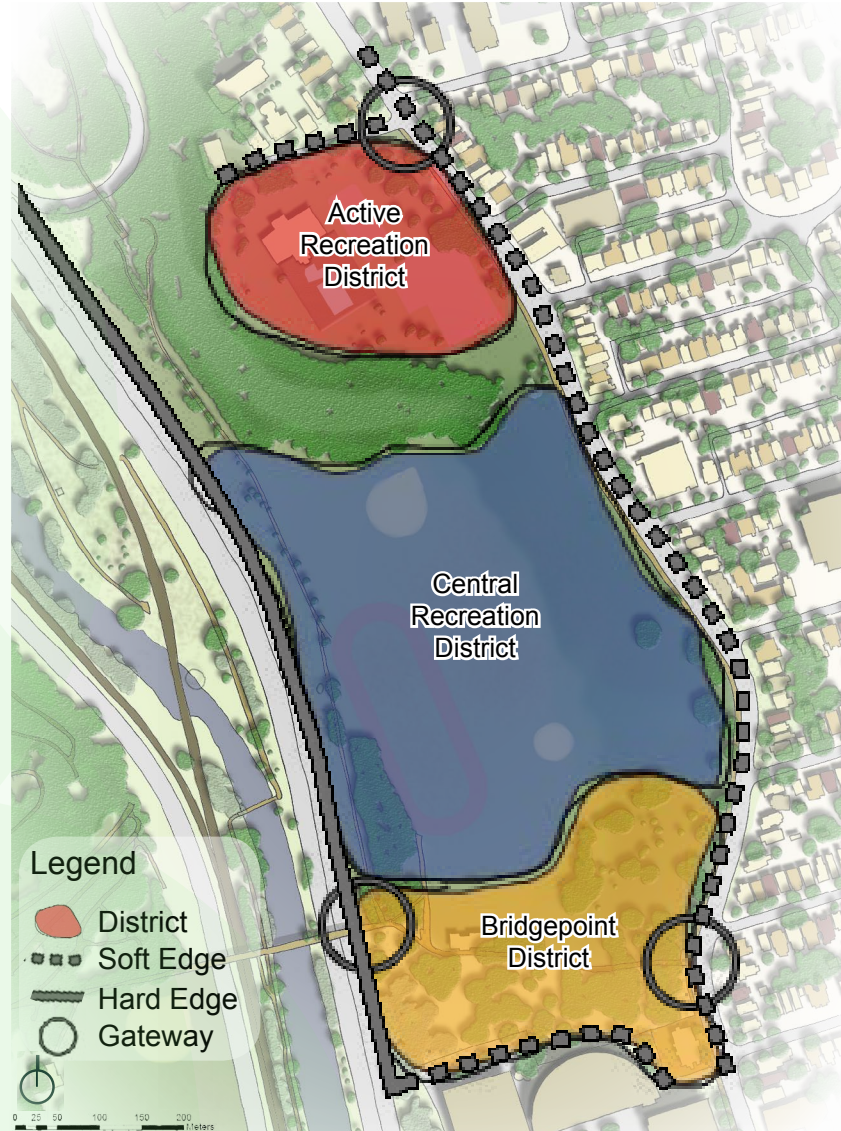 Active
Recreation
District
Central
Recreation
District
Bridgepoint
District
Legend
District
Soft Edge
Hard Edge
Gateway
0 25 50 100 150 200
Meters